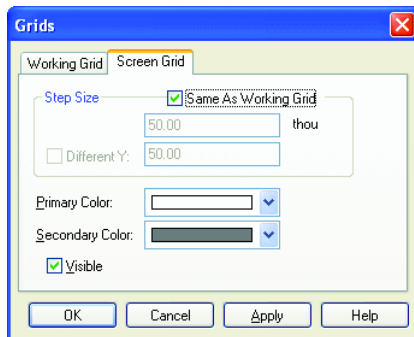 Grids
Working Grid Screen Grid
Step Size Same As Working Grid
50.00 thou
Different Y: 50.00
Primary Color:
Secondary Color:
Visible
OK Cancel Apply Help